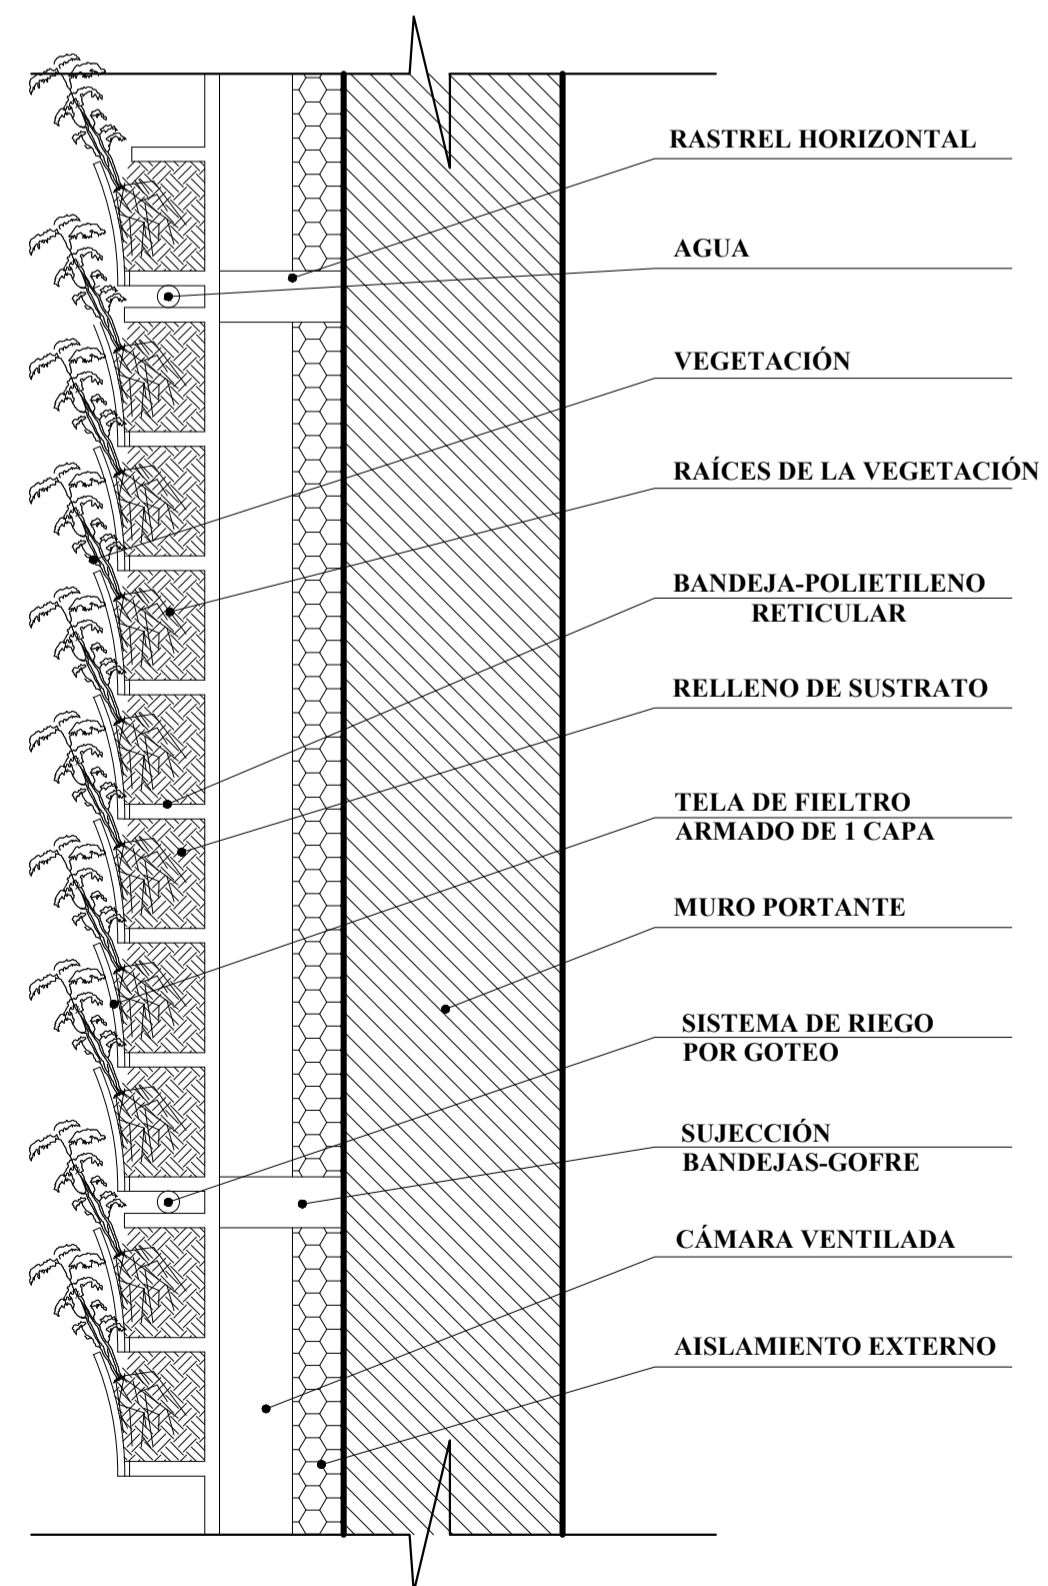 RASTREL HORIZONTAL
AGUA
VEGETACIÓN
RAÍCES DE LA VEGETACIÓN
BANDEJA-POLIETILENO
RETICULAR
RELLENO DE SUSTRATO
TELA DE FIELTRO
ARMADO DE 1 CAPA
MURO PORTANTE
SISTEMA DE RIEGO
POR GOTEO
SUJECCIÓN
BANDEJAS-GOFRE
CÁMARA VENTILADA
AISLAMIENTO EXTERNO